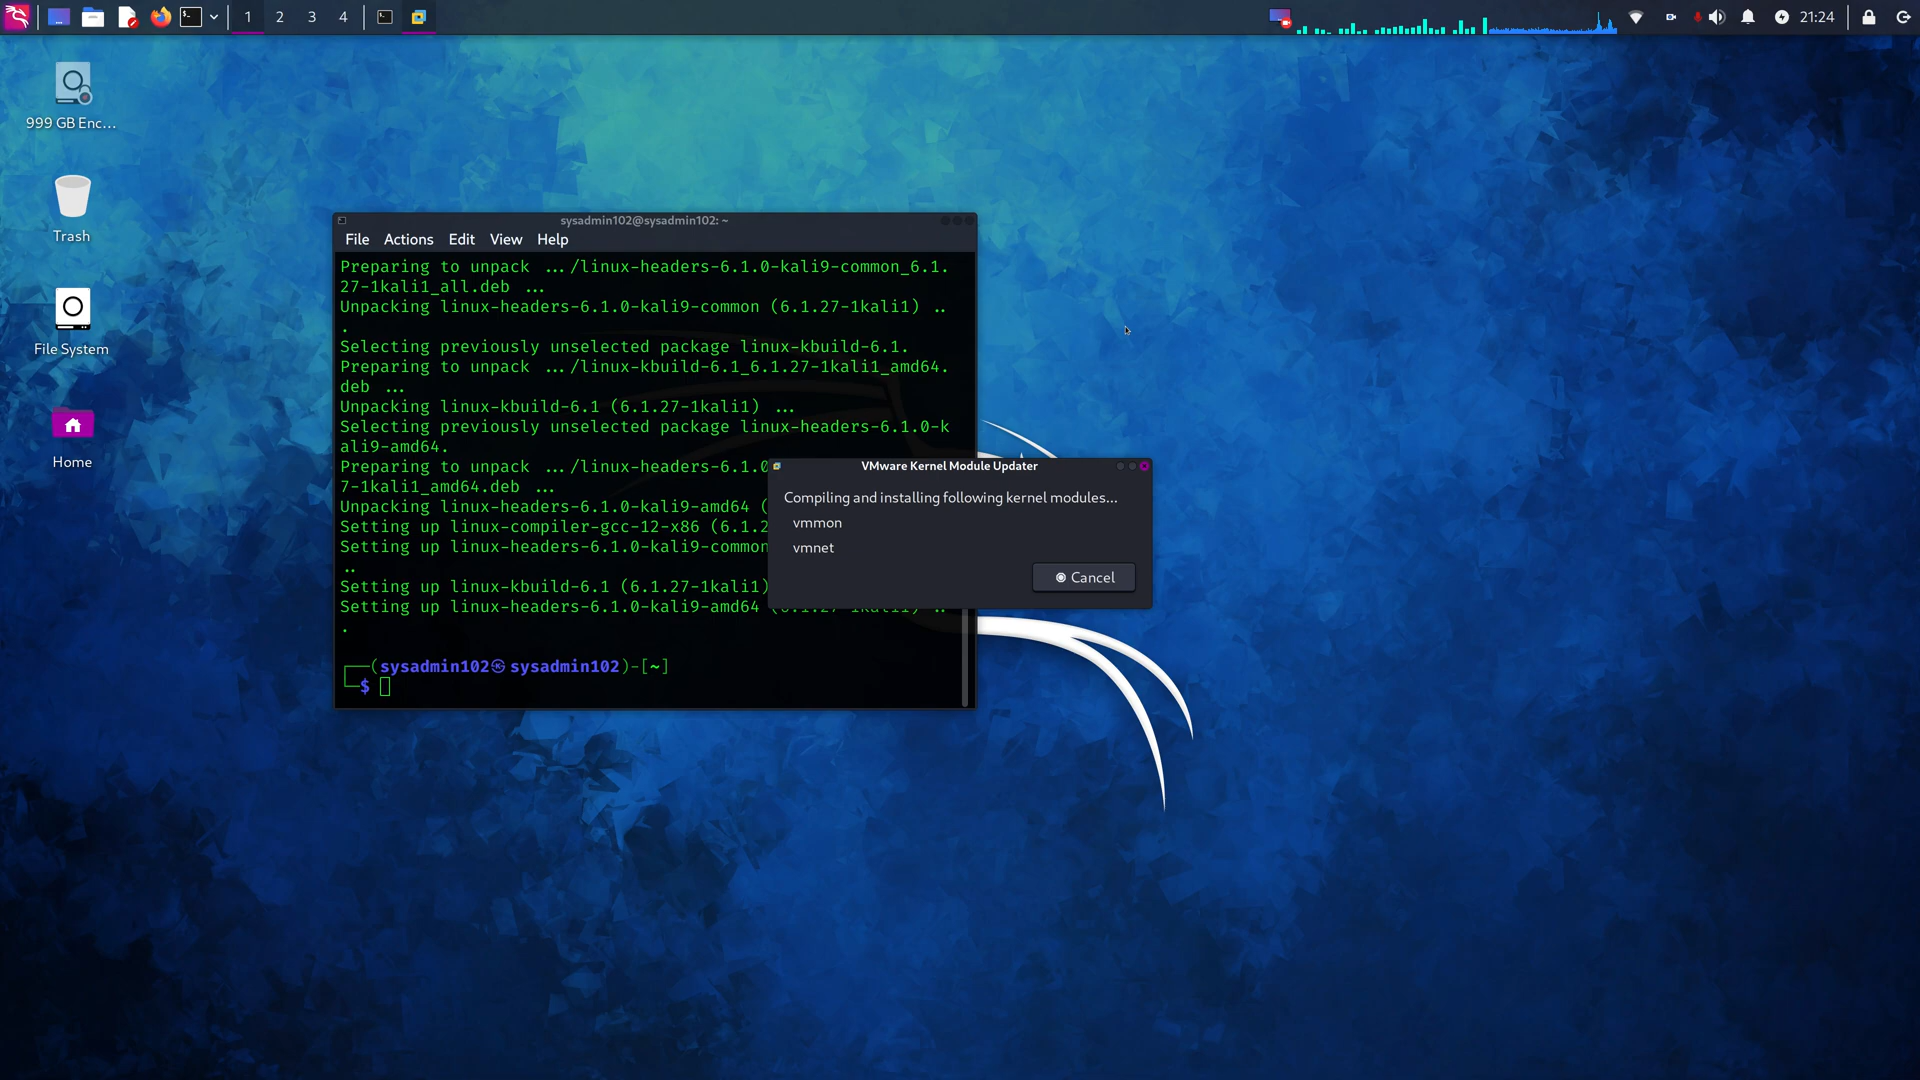 1 2 3 4
21:24
999 GB Enc...
Trash
File System
Home
sysadmin102@sysadmin102: ~
File Actions Edit View Help
Preparing to unpack .../linux-headers-6.1.0-kali9-common_6.1.
27-1kali1_all.deb ...
Unpacking linux-headers-6.1.0-kali9-common (6.1.27-1kali1) ..
.
Selecting previously unselected package linux-kbuild-6.1.
Preparing to unpack .../linux-kbuild-6.1_6.1.27-1kali1_amd64.
deb ...
Unpacking linux-kbuild-6.1 (6.1.27-1kali1) ...
Selecting previously unselected package linux-headers-6.1.0-k
ali9-amd64.
Preparing to unpack .../linux-headers-6.1.0
7-1kali1_amd64.deb ...
Unpacking linux-headers-6.1.0-kali9-amd64 (
Setting up linux-compiler-gcc-12-x86 (6.1.2
Setting up linux-headers-6.1.0-kali9-common
..
Setting up linux-kbuild-6.1 (6.1.27-1kali1)
Setting up linux-headers-6.1.0-kali9-amd64 (6.1.27-1kali1) ..
.
┌──(sysadmin102㉿sysadmin102)-[~]
└─$
VMware Kernel Module Updater
Compiling and installing following kernel modules...
vmmon
vmnet
Cancel